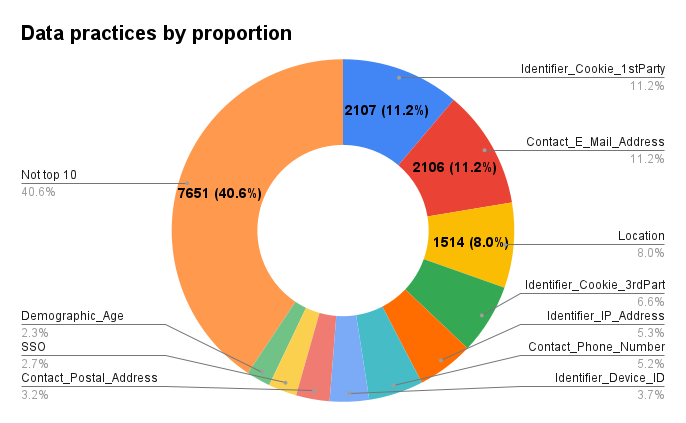 Data practices by proportion
Identifier_Cookie_1stParty
11.2%
2107 (11.2%)
Contact_E_Mail_Address
11.2%
2106 (11.2%)
Not top 10
40.6%
7651 (40.6%)
Location
8.0%
1514 (8.0%)
Identifier_Cookie_3rdPart
6.6%
Identifier_IP_Address
5.3%
Contact_Phone_Number
5.2%
Identifier_Device_ID
3.7%
Demographic_Age
2.3%
SSO
2.7%
Contact_Postal_Address
3.2%